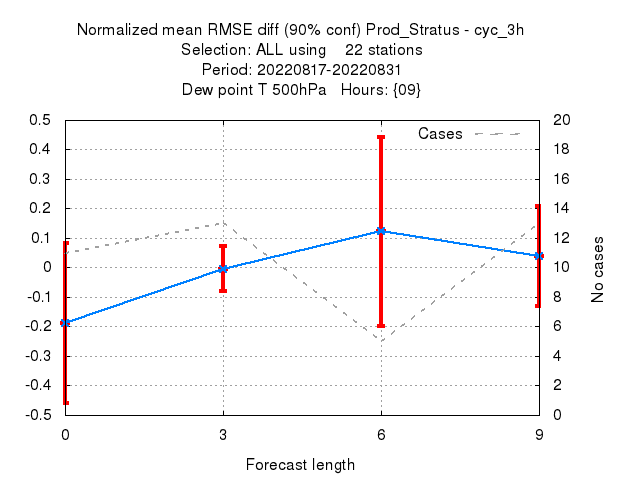 Normalized mean RMSE diff (90% conf) Prod_Stratus - cyc_3h
Selection: ALL using    22 stations
Period: 20220817-20220831
Dew point T 500hPa   Hours: {09}
Cases
0.5
0.4
0.3
0.2
0.1
0
-0.1
-0.2
-0.3
-0.4
-0.5
20
18
16
14
12
10
8
6
4
2
0
No cases
0 3 6 9
Forecast length